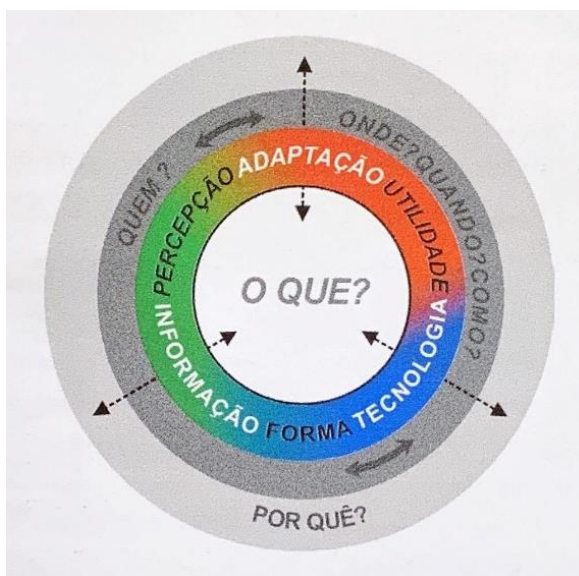 O QUE?
PERCEPÇÃO
ADAPTAÇÃO
UTILIDADE
TECNOLOGIA
FORMA
INFORMAÇÃO
QUEM ?
ONDE?QUANDO?COMO?
POR QUÊ?